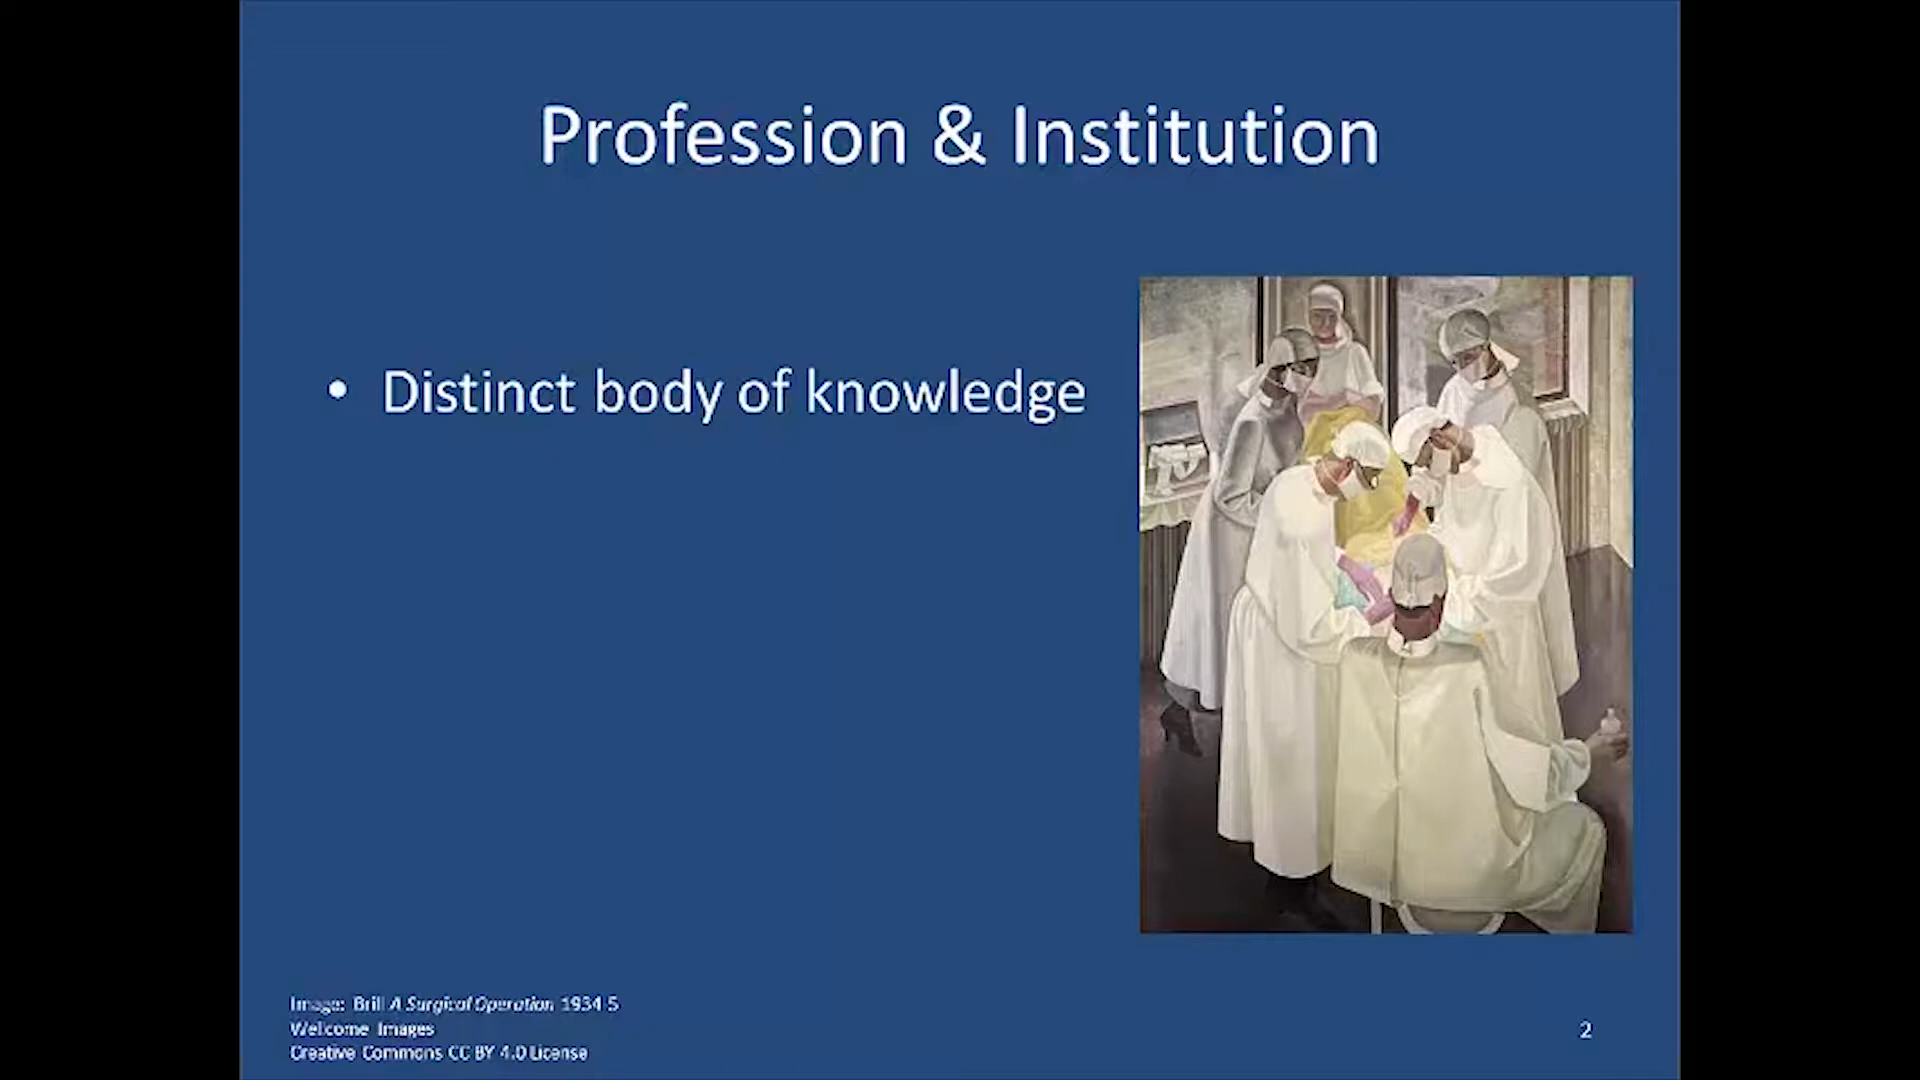 Profession & Institution
• Distinct body of knowledge
Image: Brill A Surgical Operation 1934-5
Wellcome Images
Creative Commons CC BY 4.0 License
2